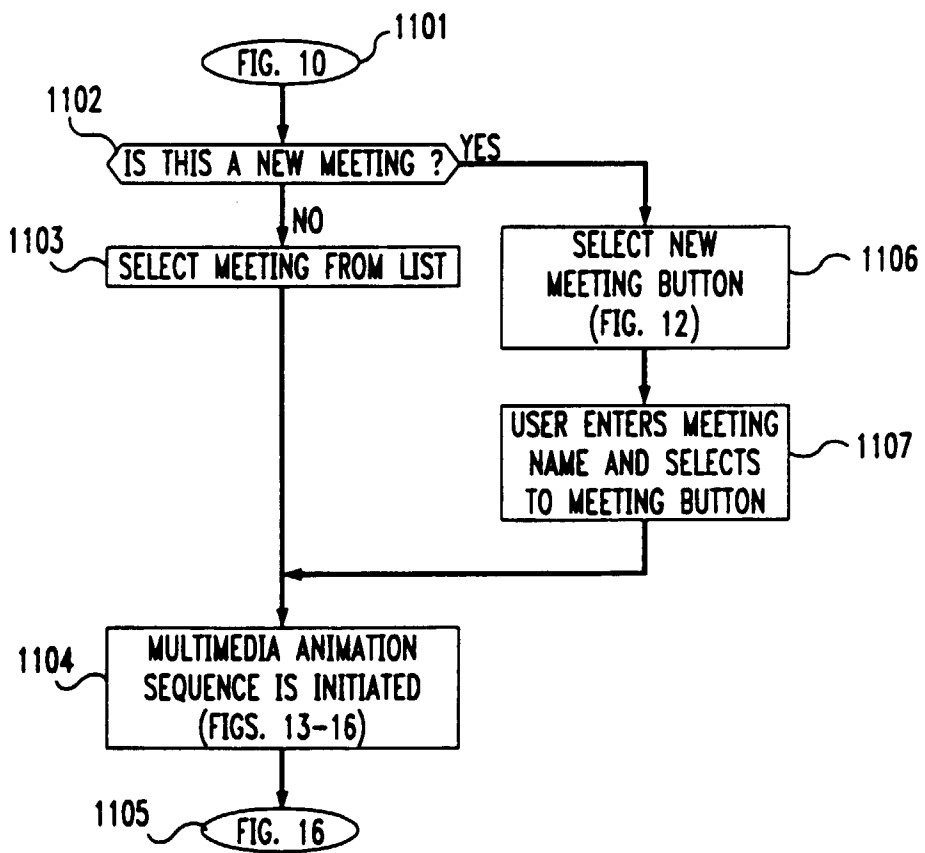 1101
FIG. 10
1102
IS THIS A NEW MEETING ?
YES
NO
1103
SELECT MEETING FROM LIST
SELECT NEW
MEETING BUTTON
(FIG. 12)
1106
USER ENTERS MEETING
NAME AND SELECTS
TO MEETING BUTTON
1107
1104
MULTIMEDIA ANIMATION
SEQUENCE IS INITIATED
(FIGS. 13-16)
1105
FIG. 16